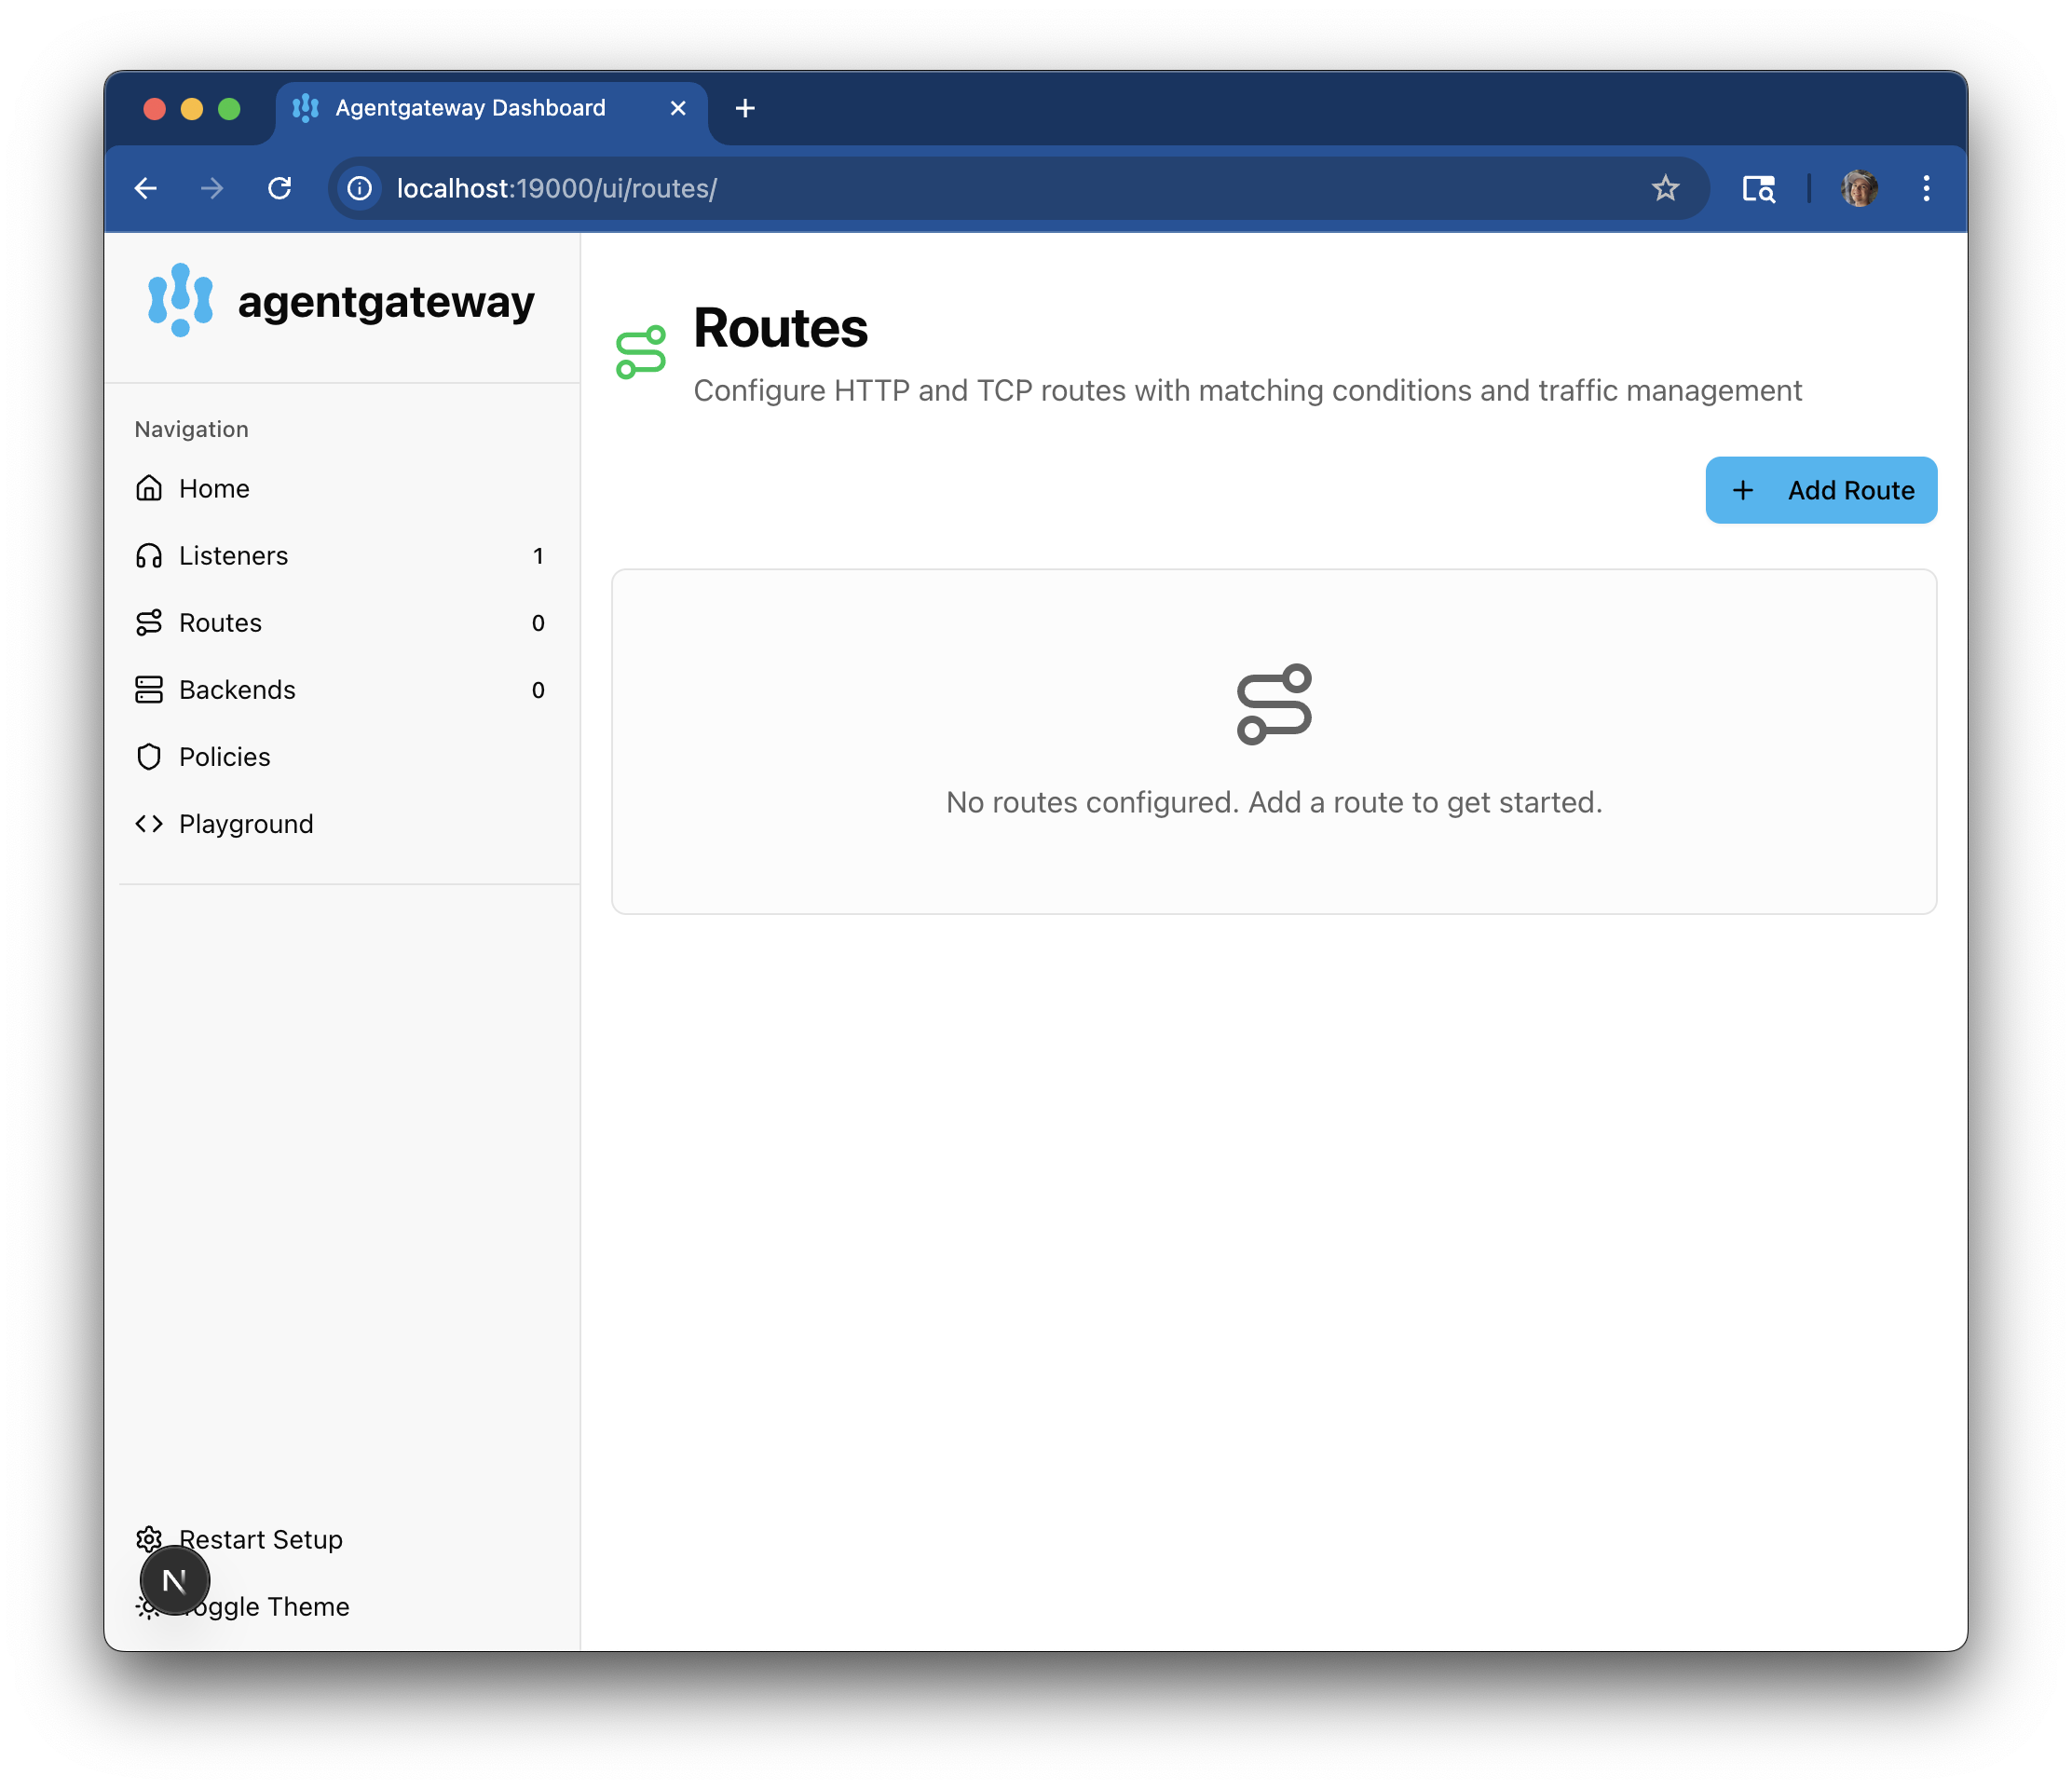 Agentgateway Dashboard
localhost:19000/ui/routes/
agentgateway
Navigation
Home
Listeners 1
Routes 0
Backends 0
Policies
Playground
Restart Setup
N
Toggle Theme
Routes
Configure HTTP and TCP routes with matching conditions and traffic management
+ Add Route
No routes configured. Add a route to get started.